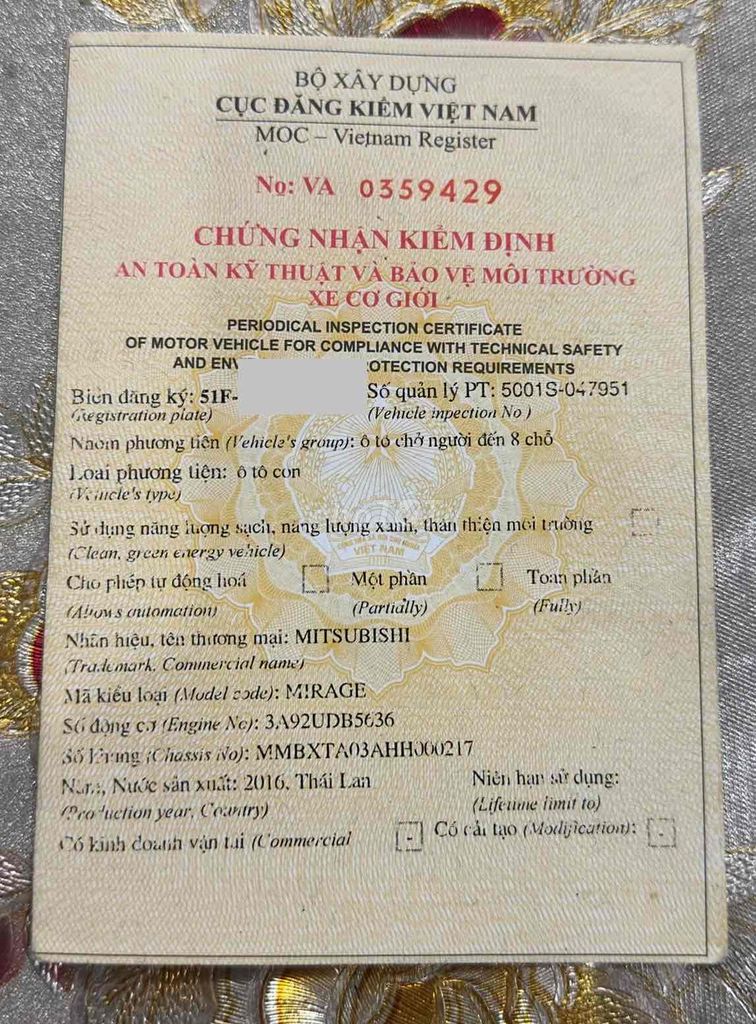 BỘ XÂY DỰNG
CỤC ĐĂNG KIỂM VIỆT NAM
MOC – Vietnam Register
No: VA 0359429
CHỨNG NHẬN KIỂM ĐỊNH
AN TOÀN KỸ THUẬT VÀ BẢO VỆ MÔI TRƯỜNG
XE CƠ GIỚI
PERIODICAL INSPECTION CERTIFICATE
OF MOTOR VEHICLE FOR COMPLIANCE WITH TECHNICAL SAFETY
AND ENV OTECTION REQUIREMENTS
Biển đăng ký: 51F- Số quản lý PT: 5001S-047951
(Registration plate) (Vehicle inpection No )
Nhóm phương tiện (Vehicle's group): ô tô chở người đến 8 chỗ
Loại phương tiện: ô tô con
(Vehicle's type)
Sử dụng năng lượng sạch, năng lượng xanh, thân thiện môi trường
(Clean, green energy vehicle)
Cho phép tự động hoá Một phần Toàn phần
(Allows automation) (Partially) (Fully)
Nhãn hiệu, tên thương mại: MITSUBISHI
(Trademark, Commercial name)
Mã kiểu loại (Model code): MIRAGE
Số động cơ (Engine No): 3A92UDB5636
Số khung (Chassis No): MMBXTA03AHH000217
Năm, Nước sản xuất: 2016, Thái Lan Niên hạn sử dụng:
(Production year, Country) (Lifetime limit to)
Có kinh doanh vận tải (Commercial - Có cải tạo (Modification): -
VIỆT NAM